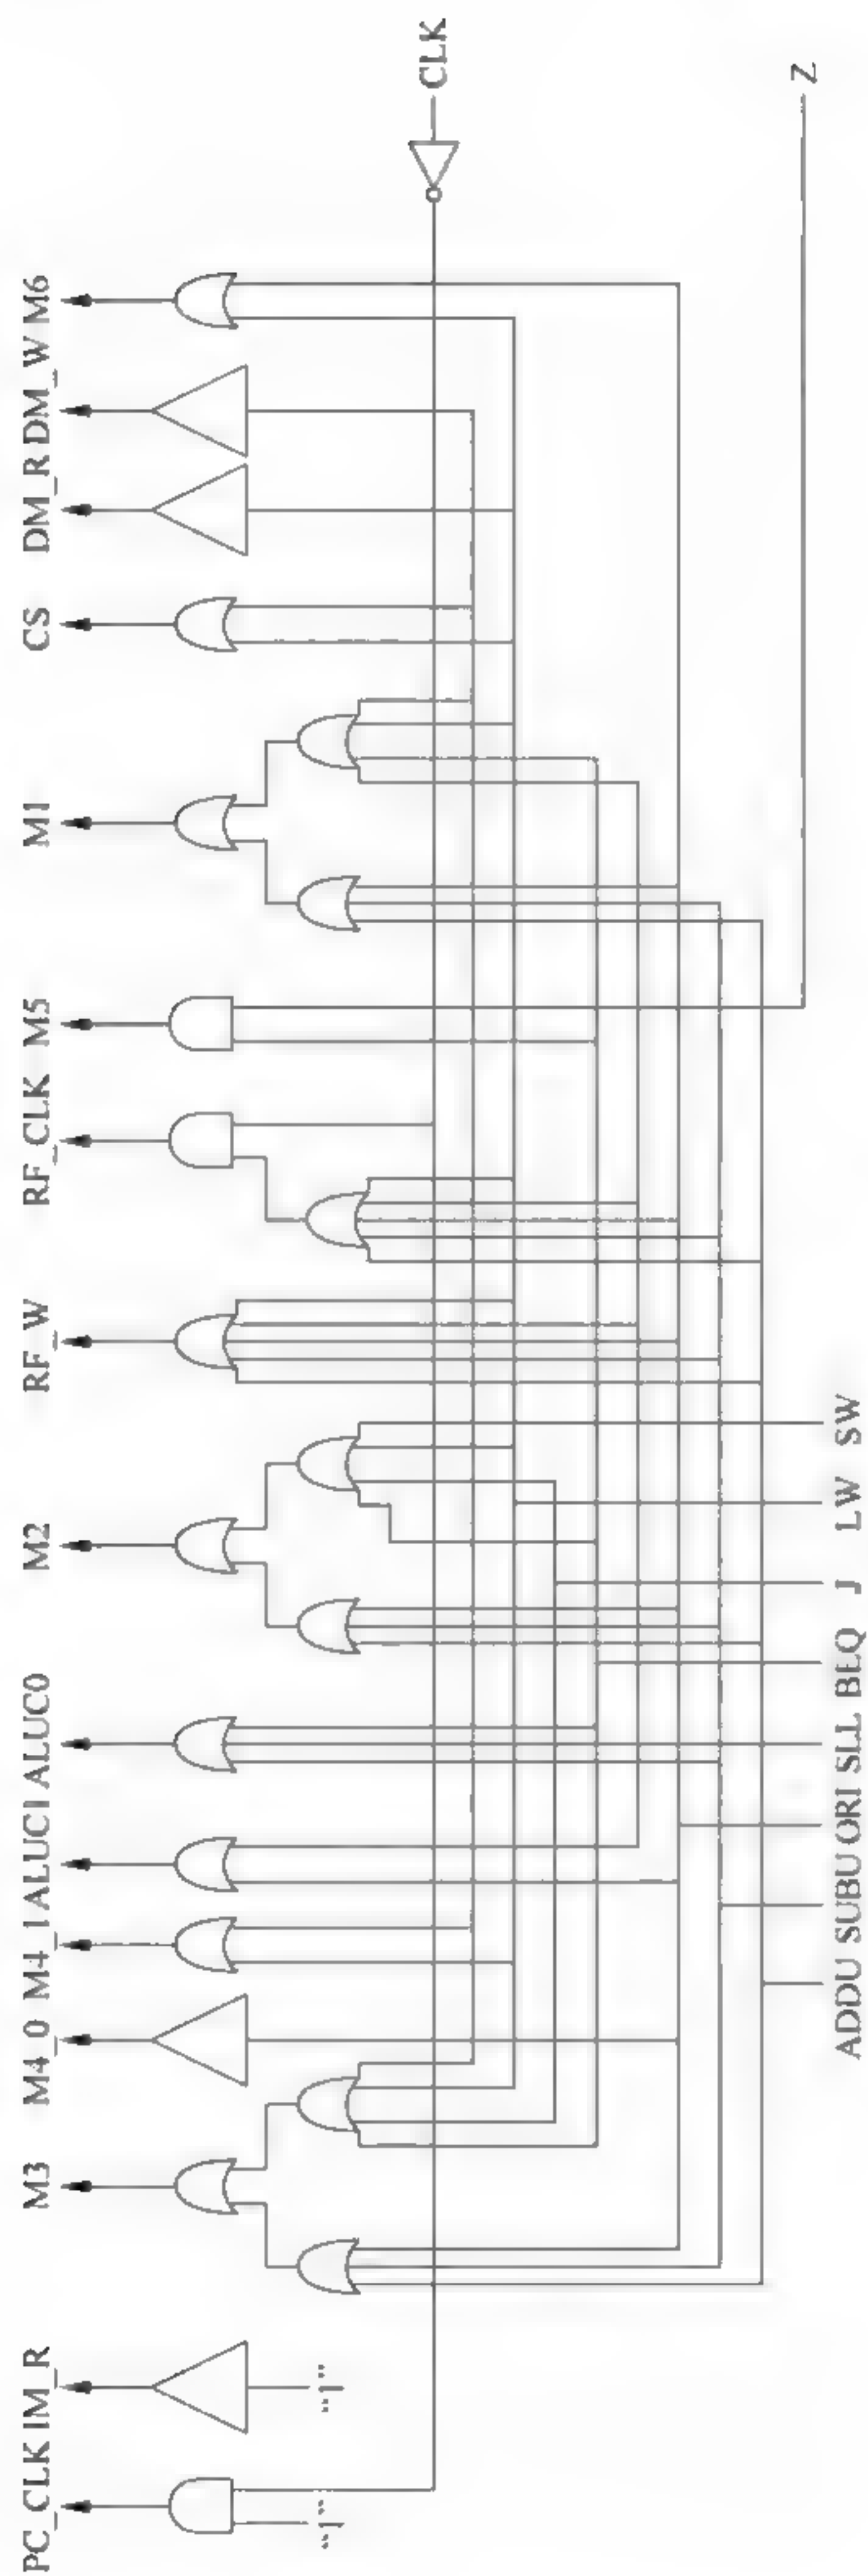 CLK
Z
PC_CLK IM_R M3 M4_0 M4_1 ALUC1 ALUC0 M2 RF_W RF_CLK M5 M1 CS DM_R DM_W M6
"1" "1"
ADDU SUBU ORI SLL BEQ J LW SW